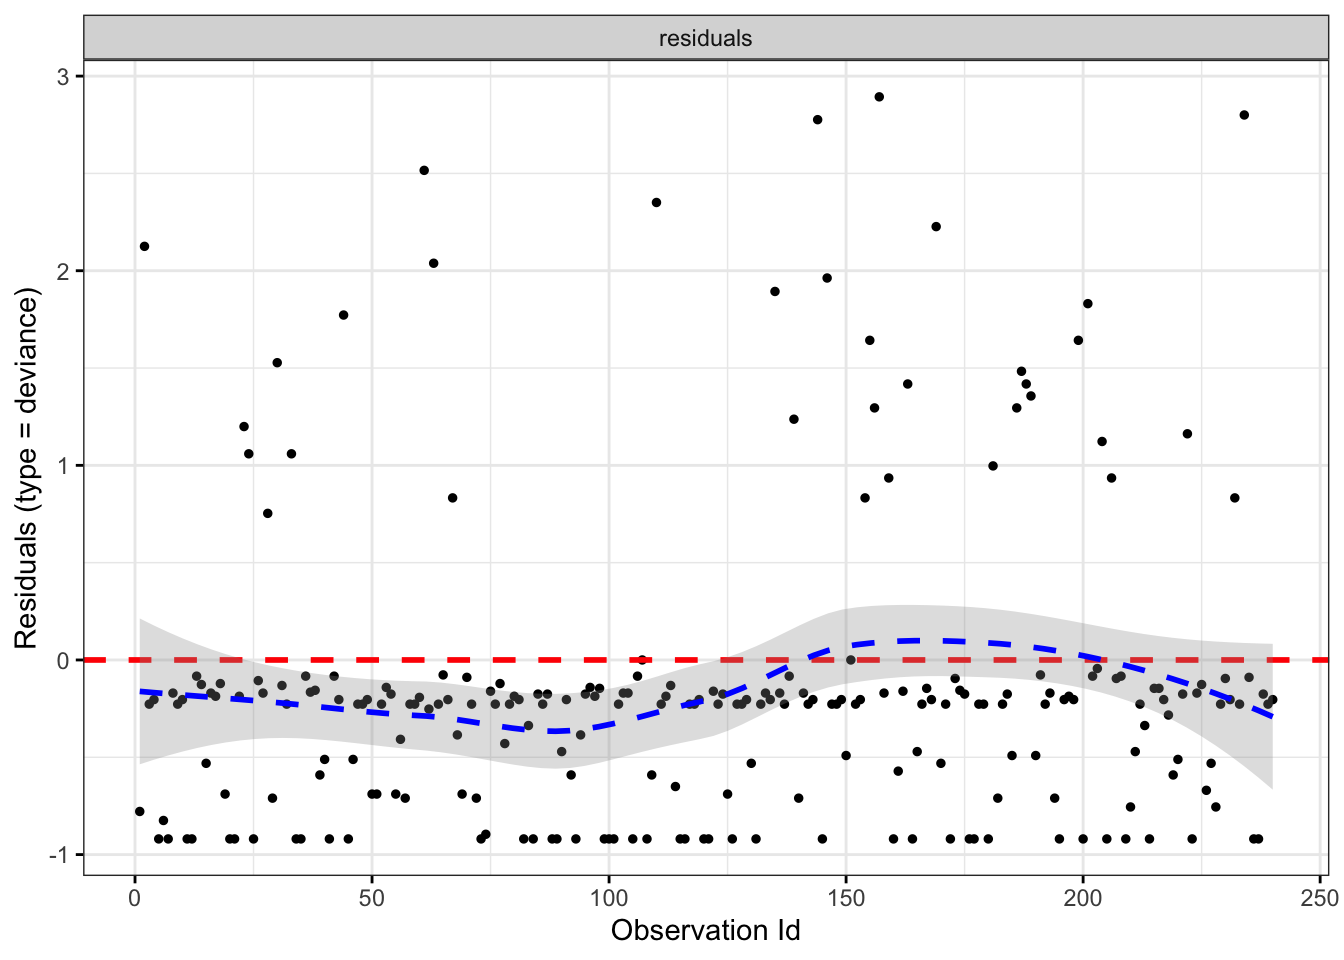 residuals
Residuals (type = deviance)
3
2
1
0
-1
0 50 100 150 200 250
Observation Id